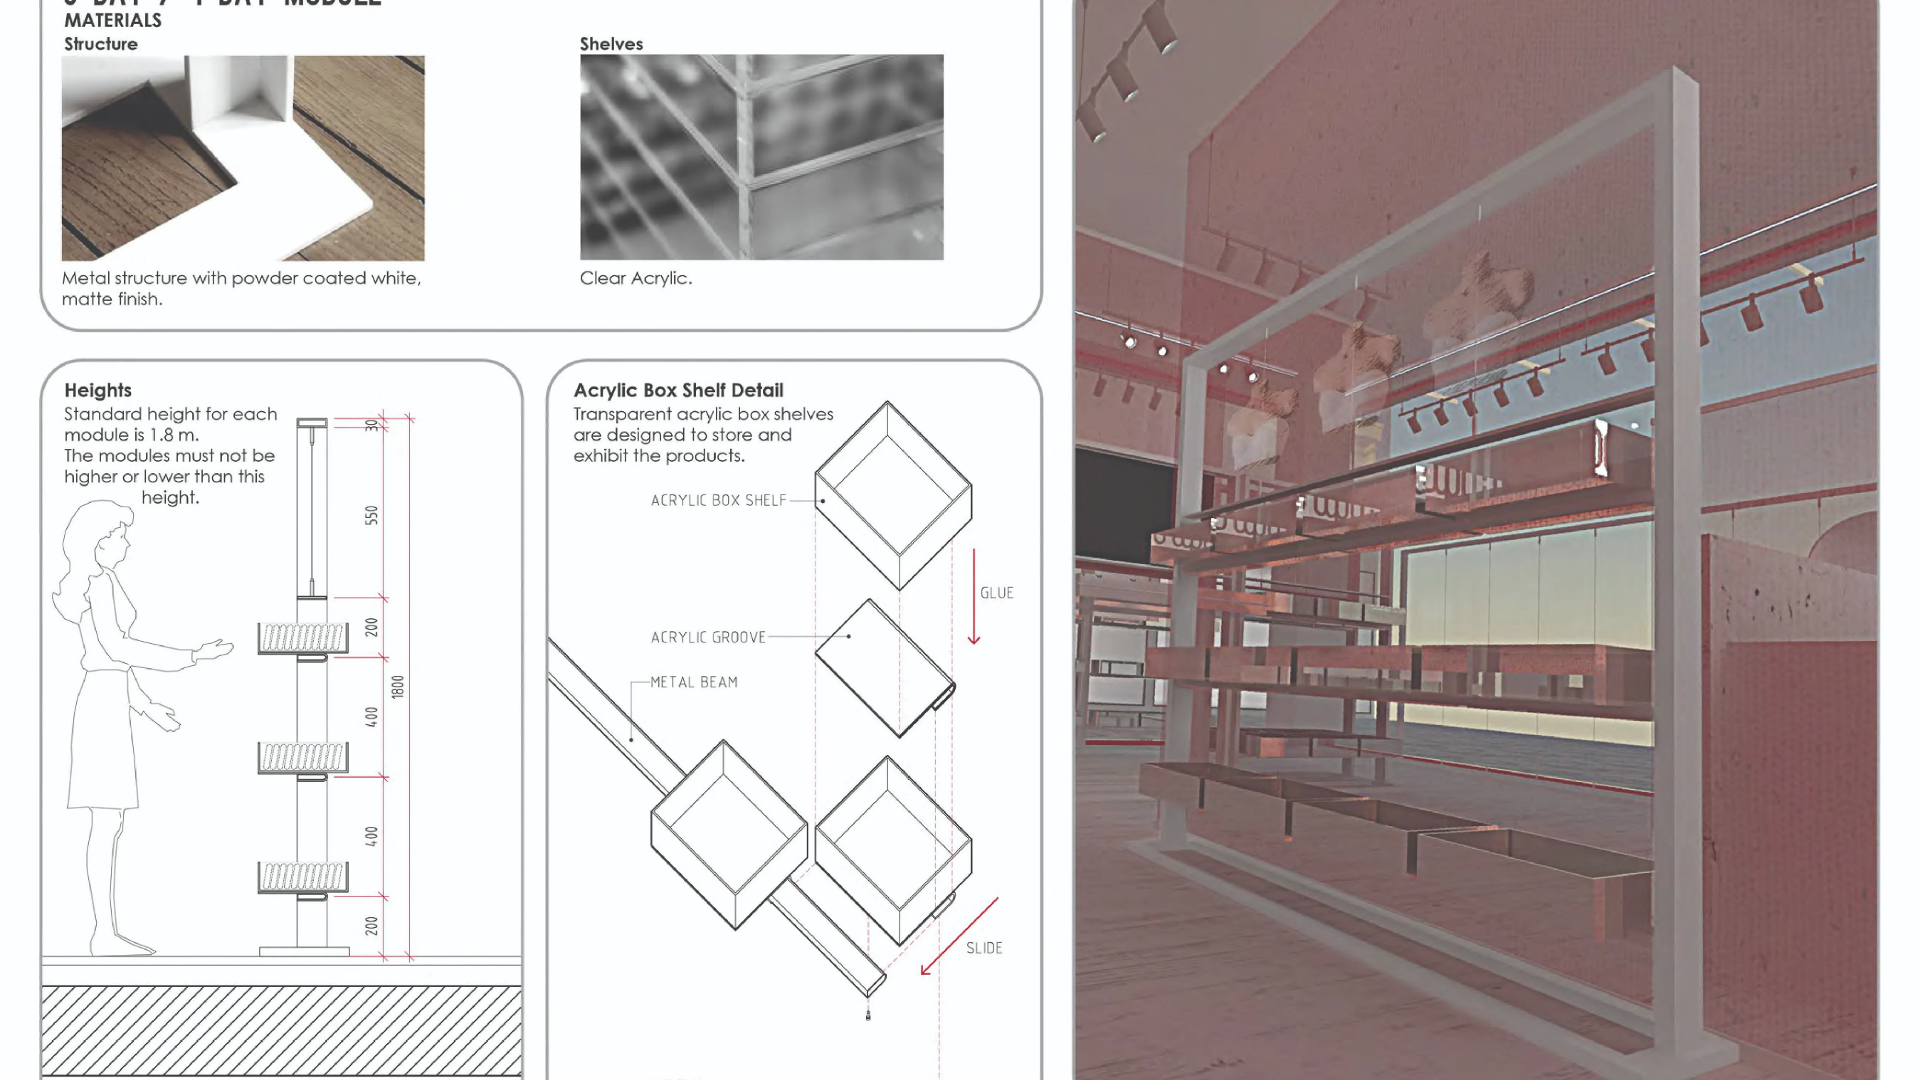 MATERIALS
Structure
Shelves
Metal structure with powder coated white,
matte finish.
Clear Acrylic.
Heights
Standard height for each
module is 1.8 m.
The modules must not be
higher or lower than this
height.
30
550
200
400
1800
400
200
Acrylic Box Shelf Detail
Transparent acrylic box shelves
are designed to store and
exhibit the products.
ACRYLIC BOX SHELF
GLUE
ACRYLIC GROOVE
METAL BEAM
SLIDE